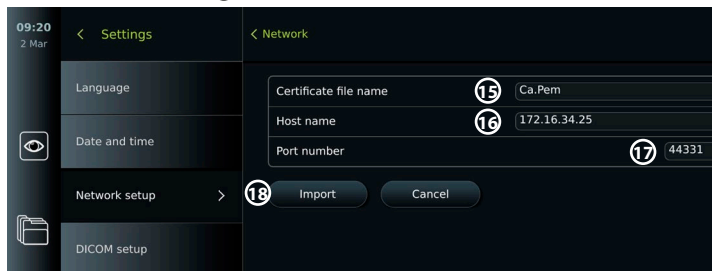 09:20
2 Mar
Settings
Network
Language
Date and time
Network setup
DICOM setup
Certificate file name
15
Ca.Pem
Host name
16
172.16.34.25
Port number
17
44331
18
Import
Cancel